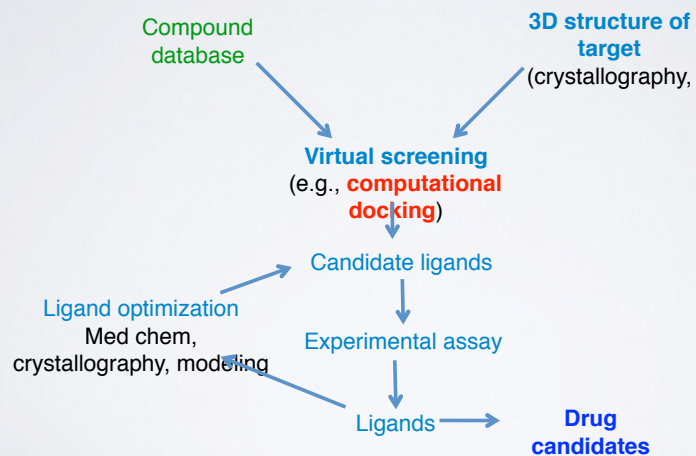 Compound
database
3D structure of
target
(crystallography,
Virtual screening
(e.g., computational
docking)
Candidate ligands
Ligand optimization
Med chem,
crystallography, modeling
Experimental assay
Ligands
Drug
candidates